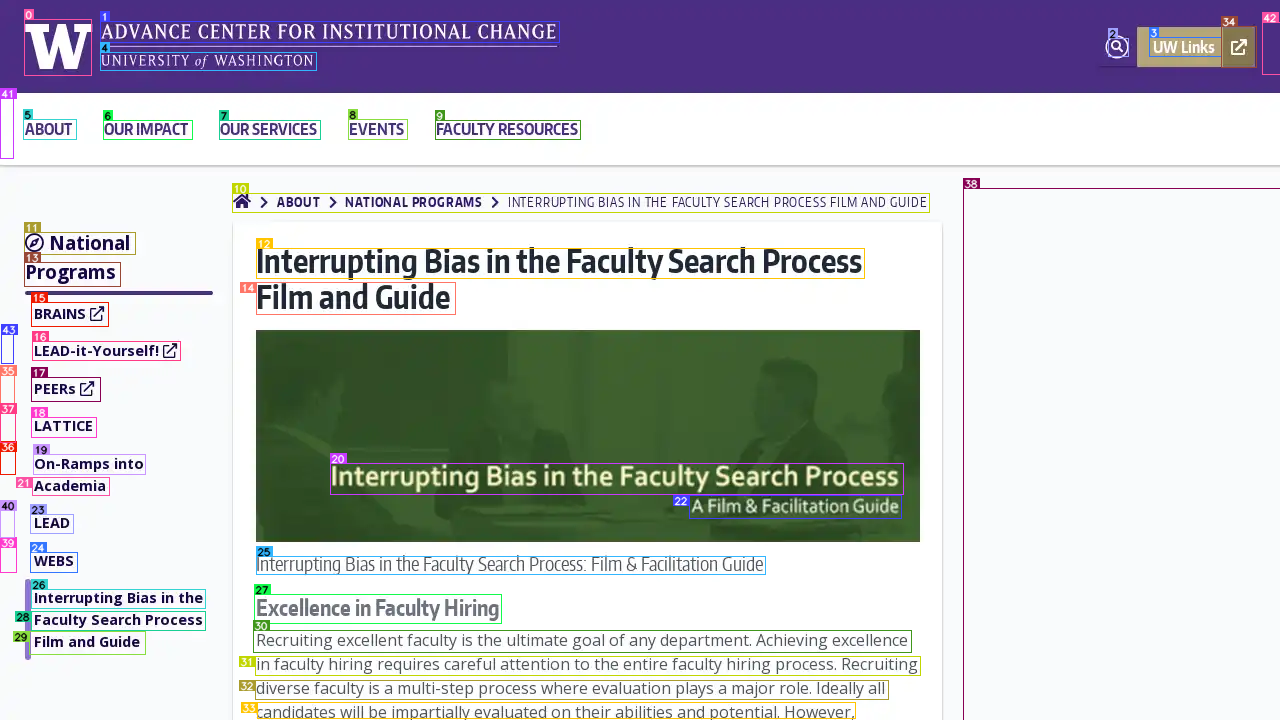 W
ADVANCE CENTER FOR INSTITUTIONAL CHANGE
UNIVERSITY of WASHINGTON
UW Links
ABOUT
OUR IMPACT
OUR SERVICES
EVENTS
FACULTY RESOURCES
ABOUT
NATIONAL PROGRAMS
INTERRUPTING BIAS IN THE FACULTY SEARCH PROCESS FILM AND GUIDE
National
Programs
BRAINS
LEAD-it-Yourself!
PEERs
LATTICE
On-Ramps into
Academia
LEAD
WEBS
Interrupting Bias in the
Faculty Search Process
Film and Guide
Interrupting Bias in the Faculty Search Process
Film and Guide
Interrupting Bias in the Faculty Search Process
A Film & Facilitation Guide
Interrupting Bias in the Faculty Search Process: Film & Facilitation Guide
Excellence in Faculty Hiring
Recruiting excellent faculty is the ultimate goal of any department. Achieving excellence
in faculty hiring requires careful attention to the entire faculty hiring process. Recruiting
diverse faculty is a multi-step process where evaluation plays a major role. Ideally all
candidates will be impartially evaluated on their abilities and potential. However,
0
1
2
3
4
5
6
7
8
9
10
11
12
13
14
15
16
17
18
19
20
21
22
23
24
25
26
27
28
29
30
31
32
33
34
35
36
37
38
39
40
41
42
43